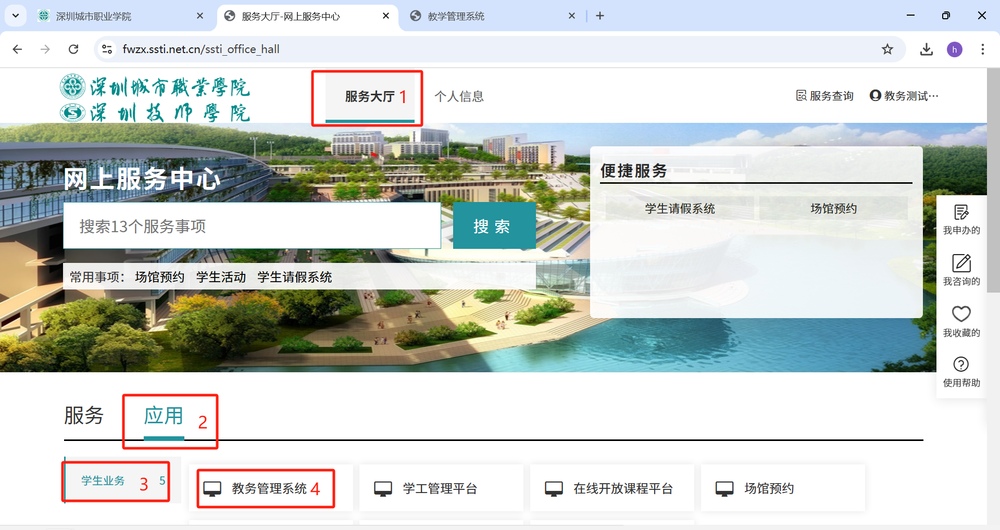 深圳城市职业学院
服务大厅-网上服务中心
教学管理系统
fwzx.ssti.net.cn/ssti_office_hall
h
深圳城市職業學院
深圳技师學院
服务大厅 1
个人信息
服务查询
教务测试···
网上服务中心
搜索13个服务事项
搜索
常用事项： 场馆预约 学生活动 学生请假系统
便捷服务
学生请假系统
场馆预约
我申办的
我咨询的
我收藏的
使用帮助
服务
应用 2
学生业务 3 5
教务管理系统 4
学工管理平台
在线开放课程平台
场馆预约